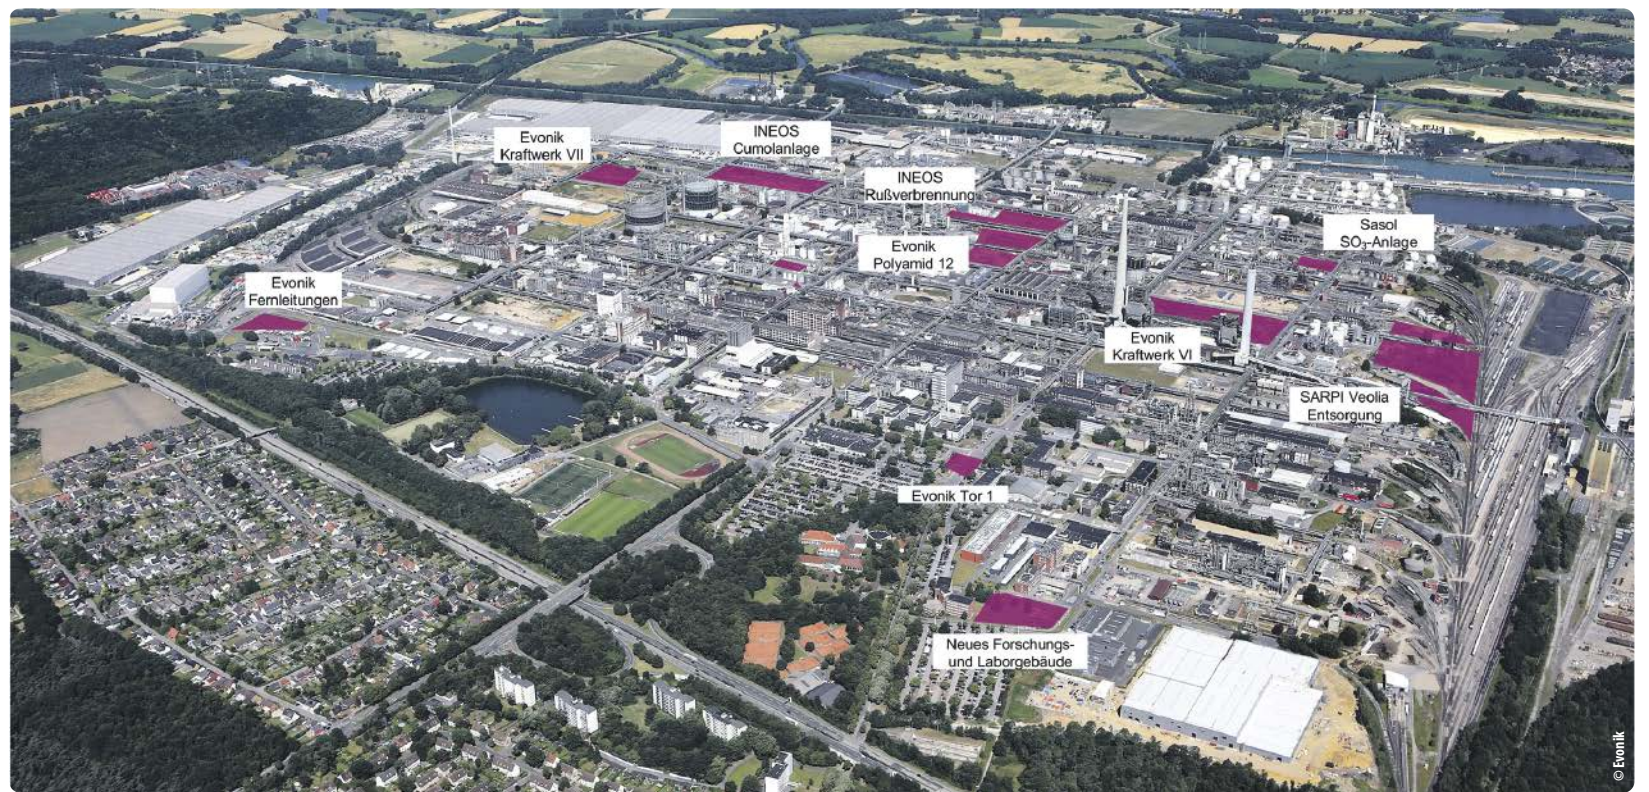 Evonik
Kraftwerk VII
INEOS
Cumolanlage
INEOS
Rußverbrennung
Evonik
Polyamid 12
Sasol
SO₃-Anlage
Evonik
Fernleitungen
Evonik
Kraftwerk VI
SARPI Veolia
Entsorgung
Evonik Tor 1
Neues Forschungs-
und Laborgebäude
© Evonik